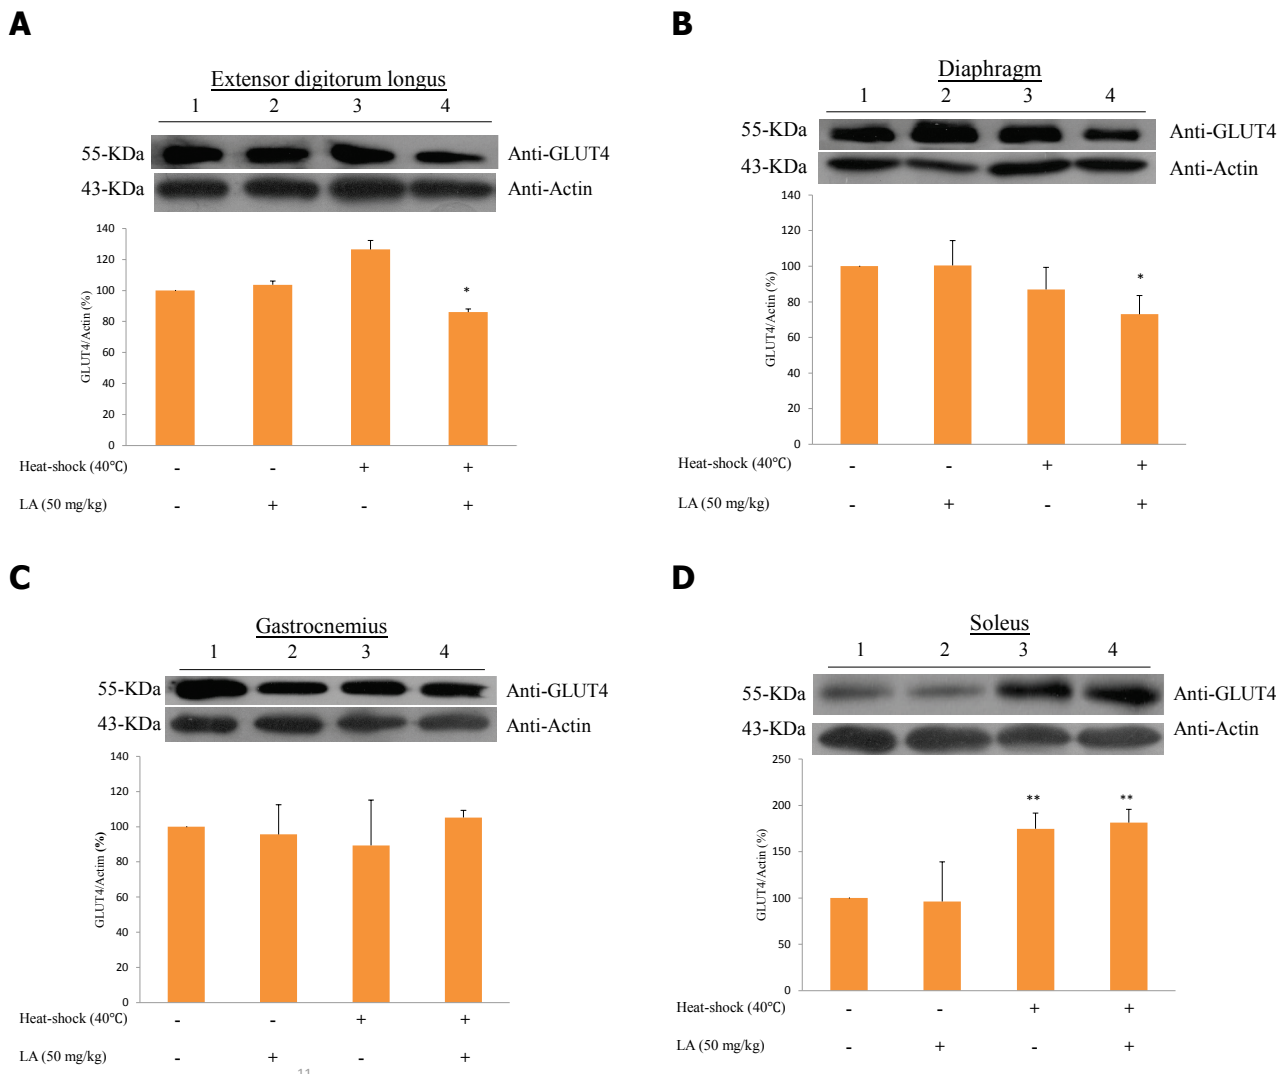 A
Extensor digitorum longus
1 2 3 4
55-KDa Anti-GLUT4
43-KDa Anti-Actin
140
120
100
80
60
40
20
0
GLUT4/Actin (%)
*
Heat-shock (40℃) - - + +
LA (50 mg/kg) - + - +
B
Diaphragm
1 2 3 4
55-KDa Anti-GLUT4
43-KDa Anti-Actin
140
120
100
80
60
40
20
0
GLUT4/Actin (%)
*
Heat-shock (40℃) - - + +
LA (50 mg/kg) - + - +
C
Gastrocnemius
1 2 3 4
55-KDa Anti-GLUT4
43-KDa Anti-Actin
140
120
100
80
60
40
20
0
GLUT4/Actim (%)
Heat-shock (40℃) - - + +
LA (50 mg/kg) - + - +
11
D
Soleus
1 2 3 4
55-KDa Anti-GLUT4
43-KDa Anti-Actin
250
200
150
100
50
0
GLUT4/Actin (%)
** **
Heat-shock (40℃) - - + +
LA (50 mg/kg) - + - +